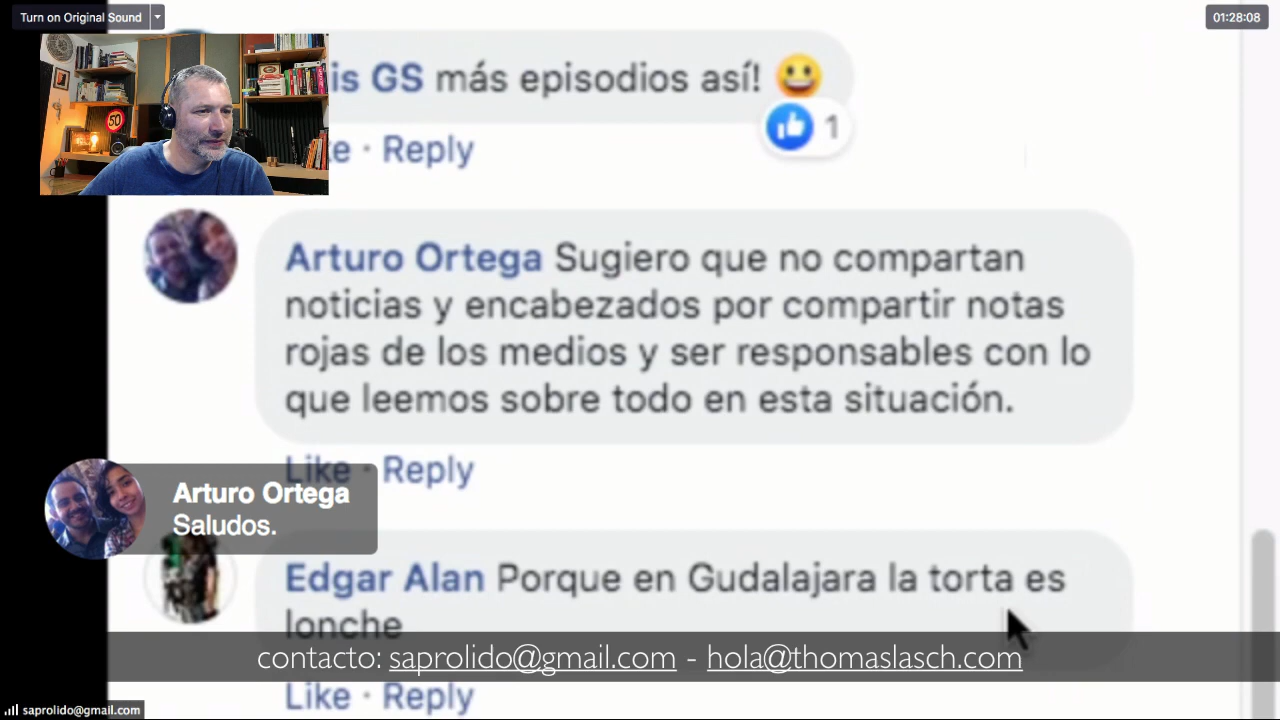 Turn on Original Sound
01:28:08
is GS más episodios así!
1
e · Reply
50
Arturo Ortega Sugiero que no compartan
noticias y encabezados por compartir notas
rojas de los medios y ser responsables con lo
que leemos sobre todo en esta situación.
Like · Reply
Arturo Ortega
Saludos.
Edgar Alan Porque en Gudalajara la torta es
lonche
contacto: saprolido@gmail.com - hola@thomaslasch.com
Like · Reply
saprolido@gmail.com